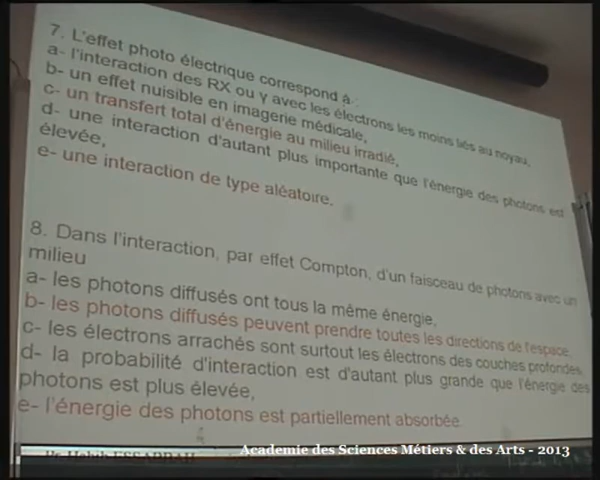 7. L'effet photo électrique correspond à :
a- l'interaction des RX ou γ avec les électrons les moins liés au noyau,
b- un effet nuisible en imagerie médicale,
c- un transfert total d'énergie au milieu irradié,
d- une interaction d'autant plus importante que l'énergie des photons est
élevée,
e- une interaction de type aléatoire.
8. Dans l'interaction, par effet Compton, d'un faisceau de photons avec un
milieu
a- les photons diffusés ont tous la même énergie,
b- les photons diffusés peuvent prendre toutes les directions de l'espace,
c- les électrons arrachés sont surtout les électrons des couches profondes,
d- la probabilité d'interaction est d'autant plus grande que l'énergie des
photons est plus élevée,
e- l'énergie des photons est partiellement absorbée
Academie des Sciences Métiers & des Arts - 2013